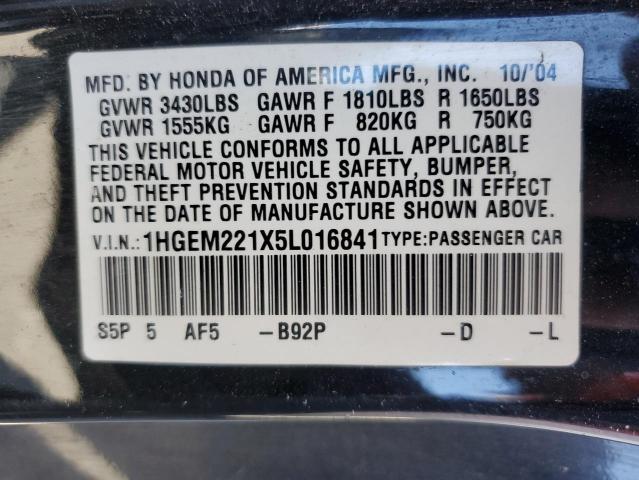 MFD. BY HONDA OF AMERICA MFG., INC. 10/'04
GVWR 3430LBS GAWR F 1810LBS R 1650LBS
GVWR 1555KG GAWR F 820KG R 750KG
THIS VEHICLE CONFORMS TO ALL APPLICABLE
FEDERAL MOTOR VEHICLE SAFETY, BUMPER,
AND THEFT PREVENTION STANDARDS IN EFFECT
ON THE DATE OF MANUFACTURE SHOWN ABOVE.
V.I.N.: 1HGEM221X5L016841 TYPE:PASSENGER CAR
S5P 5 AF5 -B92P -D -L